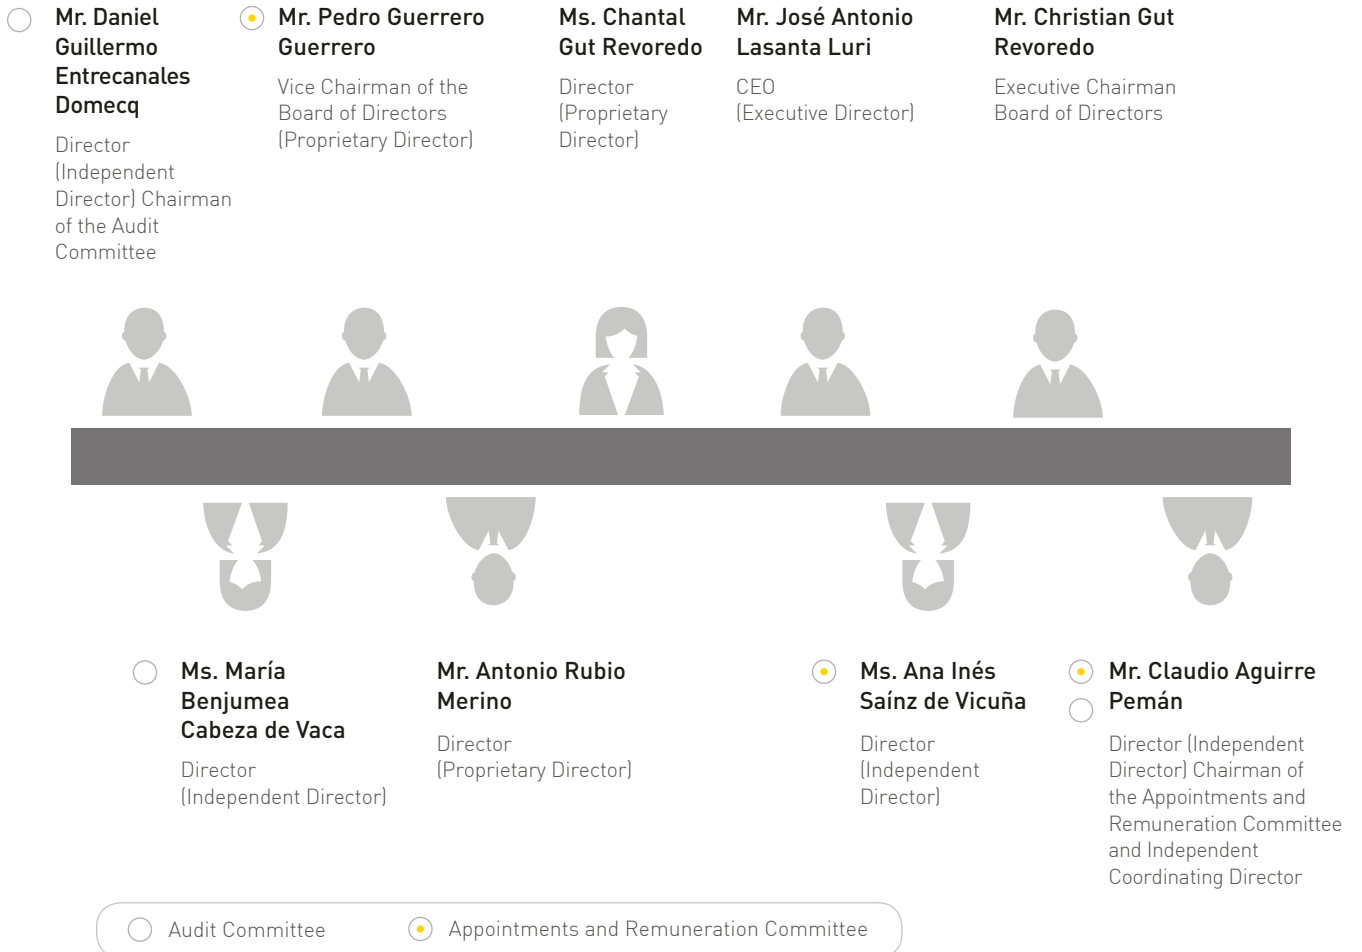 Mr. Daniel
Guillermo
Entrecanales
Domecq
Director
(Independent
Director) Chairman
of the Audit
Committee
Mr. Pedro Guerrero
Guerrero
Vice Chairman of the
Board of Directors
(Proprietary Director)
Ms. Chantal
Gut Revoredo
Director
(Proprietary
Director)
Mr. José Antonio
Lasanta Luri
CEO
(Executive Director)
Mr. Christian Gut
Revoredo
Executive Chairman
Board of Directors
Ms. María
Benjumea
Cabeza de Vaca
Director
(Independent Director)
Mr. Antonio Rubio
Merino
Director
(Proprietary Director)
Ms. Ana Inés
Saínz de Vicuña
Director
(Independent
Director)
Mr. Claudio Aguirre
Pemán
Director (Independent
Director) Chairman of
the Appointments and
Remuneration Committee
and Independent
Coordinating Director
Audit Committee
Appointments and Remuneration Committee